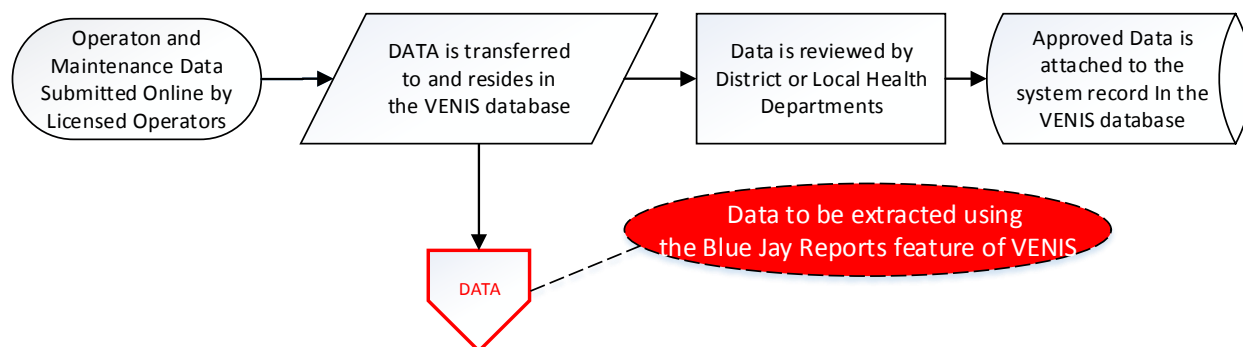 Operaton and
Maintenance Data
Submitted Online by
Licensed Operators
DATA is transferred
to and resides in
the VENIS database
Data is reviewed by
District or Local Health
Departments
Approved Data is
attached to the
system record In the
VENIS database
Data to be extracted using
the Blue Jay Reports feature of VENIS
DATA